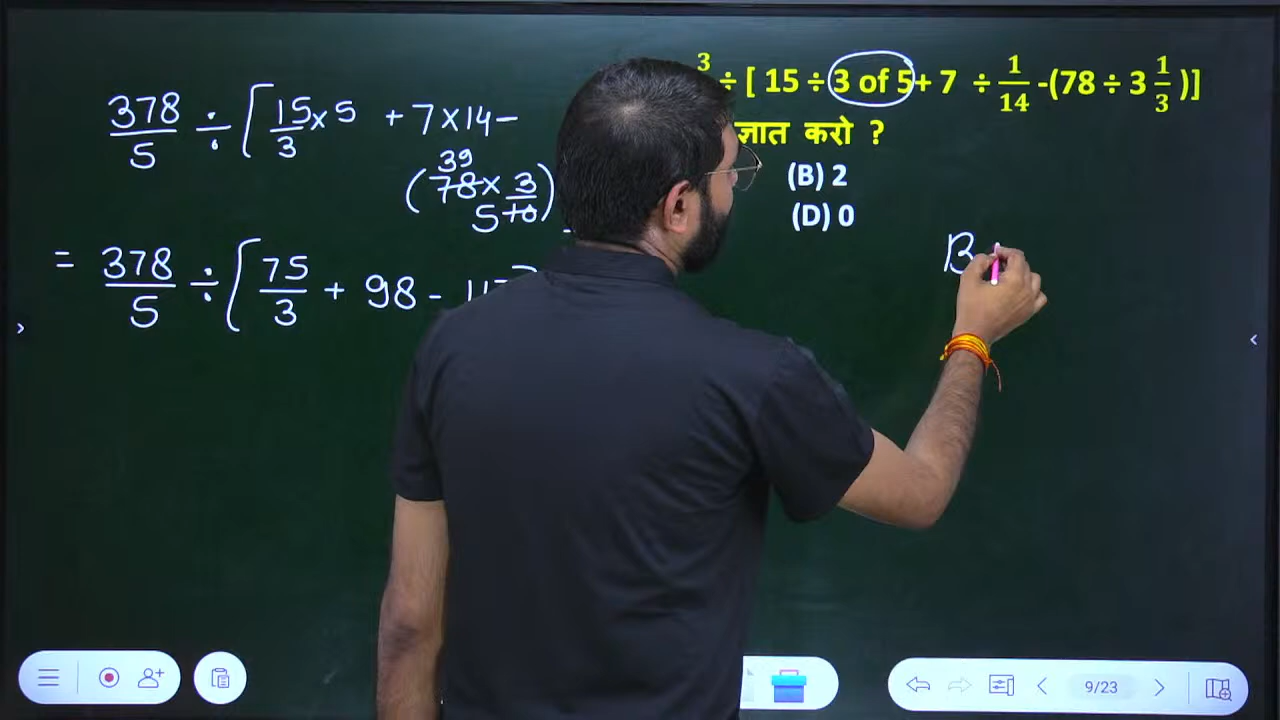 3 ÷ [ 15 ÷ 3 of 5 + 7 ÷ 1/14 -(78 ÷ 3 1/3 )]
ज्ञात करो ?
(B) 2
(D) 0
378/5 ÷ [ 15/3 × 5 + 7 × 14 -
( 39 78 × 3/10 5 )
= 378/5 ÷ [ 75/3 + 98 -
B
9/23